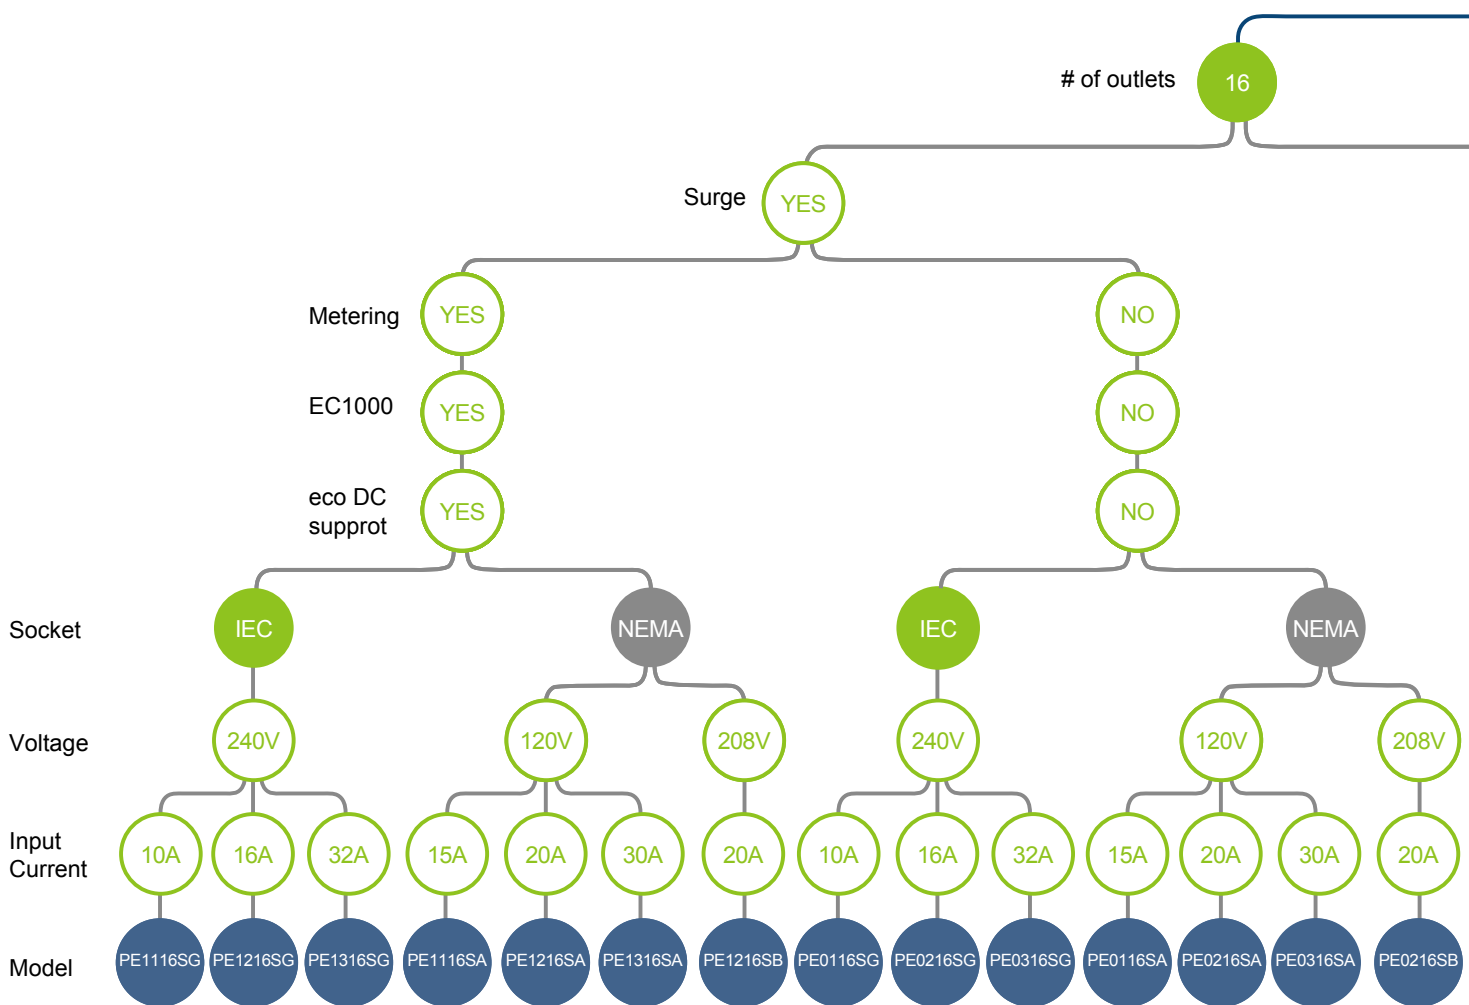 # of outlets 16
Surge YES
Metering YES NO
EC1000 YES NO
eco DC
supprot YES NO
Socket IEC NEMA IEC NEMA
Voltage 240V 120V 208V 240V 120V 208V
Input
Current 10A 16A 32A 15A 20A 30A 20A 10A 16A 32A 15A 20A 30A 20A
Model PE1116SG PE1216SG PE1316SG PE1116SA PE1216SA PE1316SA PE1216SB PE0116SG PE0216SG PE0316SG PE0116SA PE0216SA PE0316SA PE0216SB